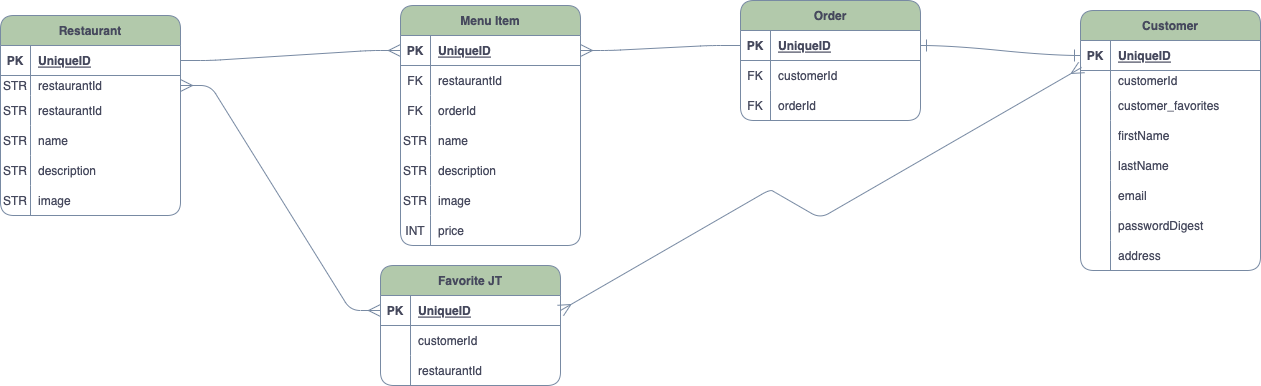 Restaurant
PK UniqueID
STR restaurantId
STR restaurantId
STR name
STR description
STR image
Menu Item
PK UniqueID
FK restaurantId
FK orderId
STR name
STR description
STR image
INT price
Order
PK UniqueID
FK customerId
FK orderId
Customer
PK UniqueID
customerId
customer_favorites
firstName
lastName
email
passwordDigest
address
Favorite JT
PK UniqueID
customerId
restaurantId